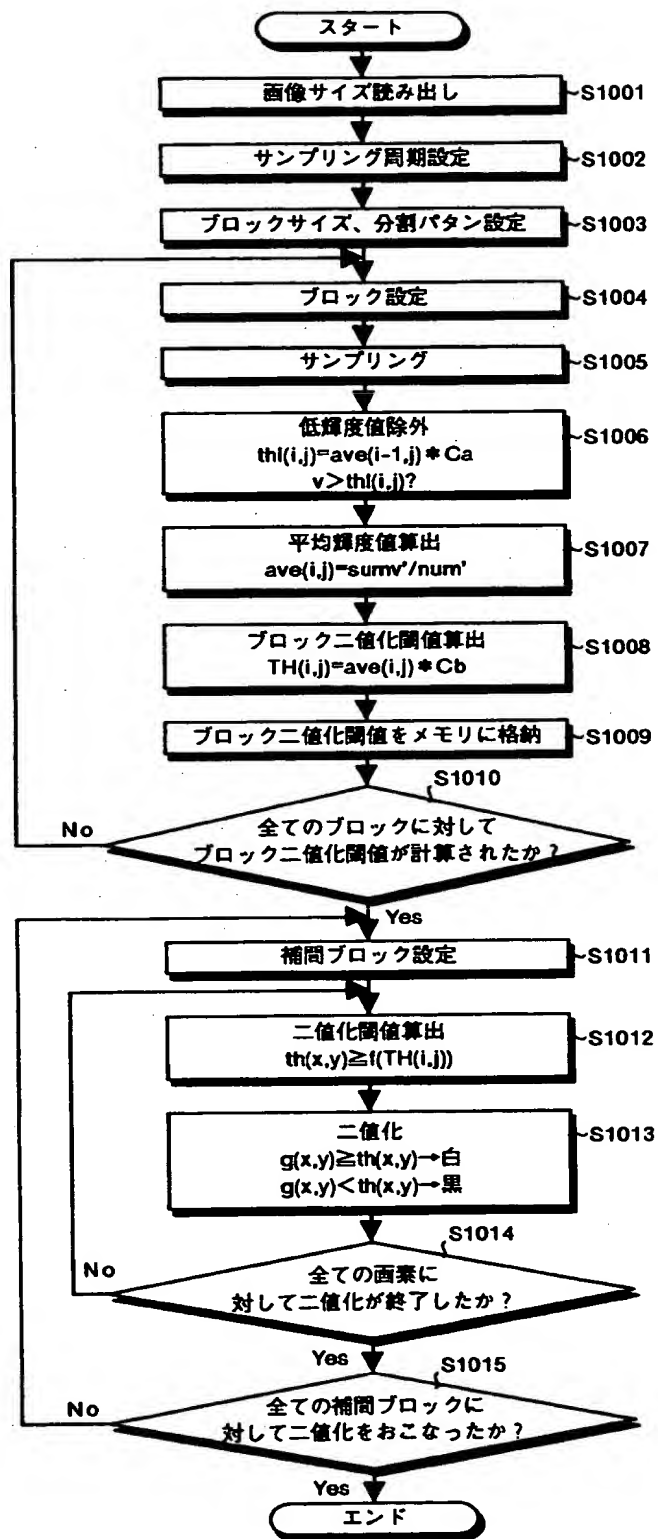 スタート
画像サイズ読み出し
S1001
サンプリング周期設定
S1002
ブロックサイズ、分割パタン設定
S1003
ブロック設定
S1004
サンプリング
S1005
低輝度値除外
thl(i,j)=ave(i-1,j)*Ca
v>thl(i,j)?
S1006
平均輝度値算出
ave(i,j)=sumv'/num'
S1007
ブロック二値化閾値算出
TH(i,j)=ave(i,j)*Cb
S1008
ブロック二値化閾値をメモリに格納
S1009
S1010
No
全てのブロックに対して
ブロック二値化閾値が計算されたか?
Yes
補間ブロック設定
S1011
二値化閾値算出
th(x,y)≧f(TH(i,j))
S1012
二値化
g(x,y)≧th(x,y)→白
g(x,y)<th(x,y)→黒
S1013
S1014
No
全ての画素に
対して二値化が終了したか?
Yes
S1015
No
全ての補間ブロックに
対して二値化をおこなったか?
Yes
エンド